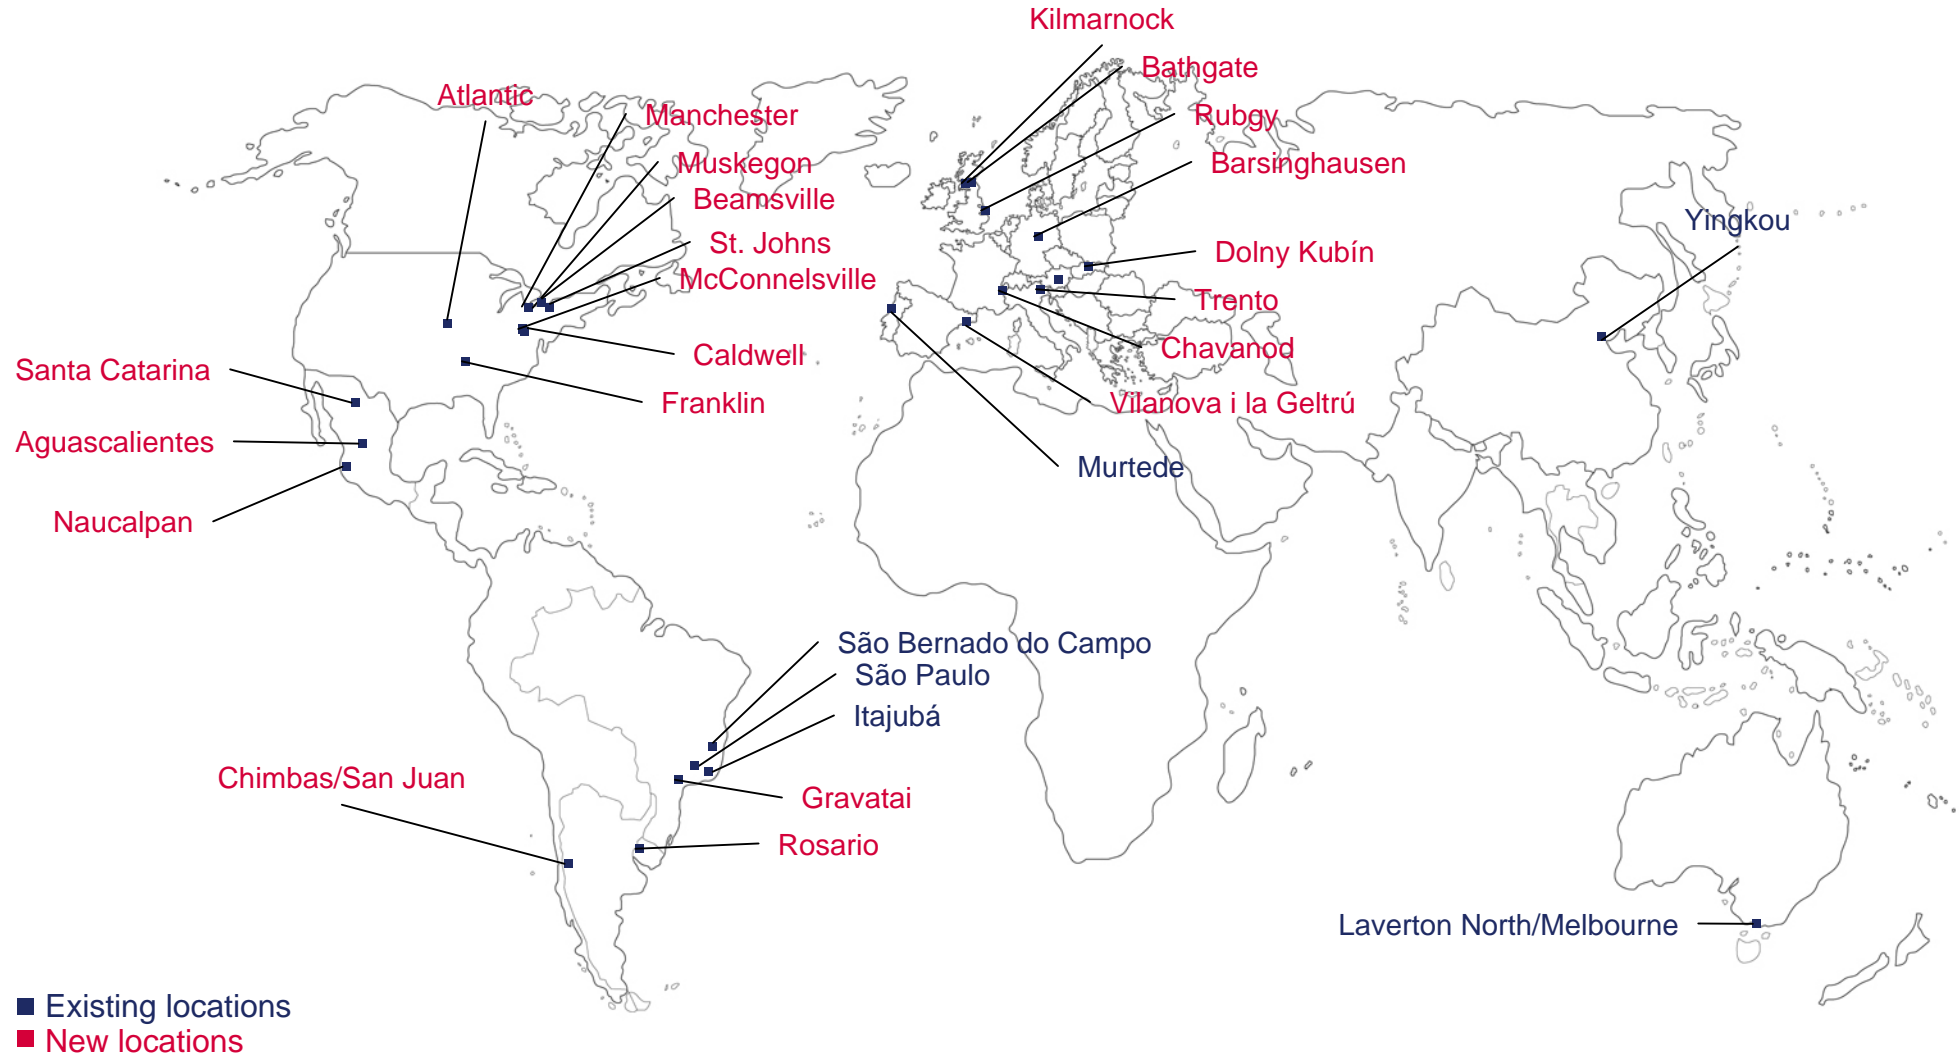 Kilmarnock
Bathgate
Atlantic
Manchester
Rubgy
Muskegon
Barsinghausen
Beamsville
Yingkou
St. Johns
Dolny Kubín
McConnelsville
Trento
Chavanod
Caldwell
Santa Catarina
Franklin
Vilanova i la Geltrú
Aguascalientes
Murtede
Naucalpan
São Bernado do Campo
São Paulo
Itajubá
Chimbas/San Juan
Gravatai
Rosario
Laverton North/Melbourne
Existing locations
New locations